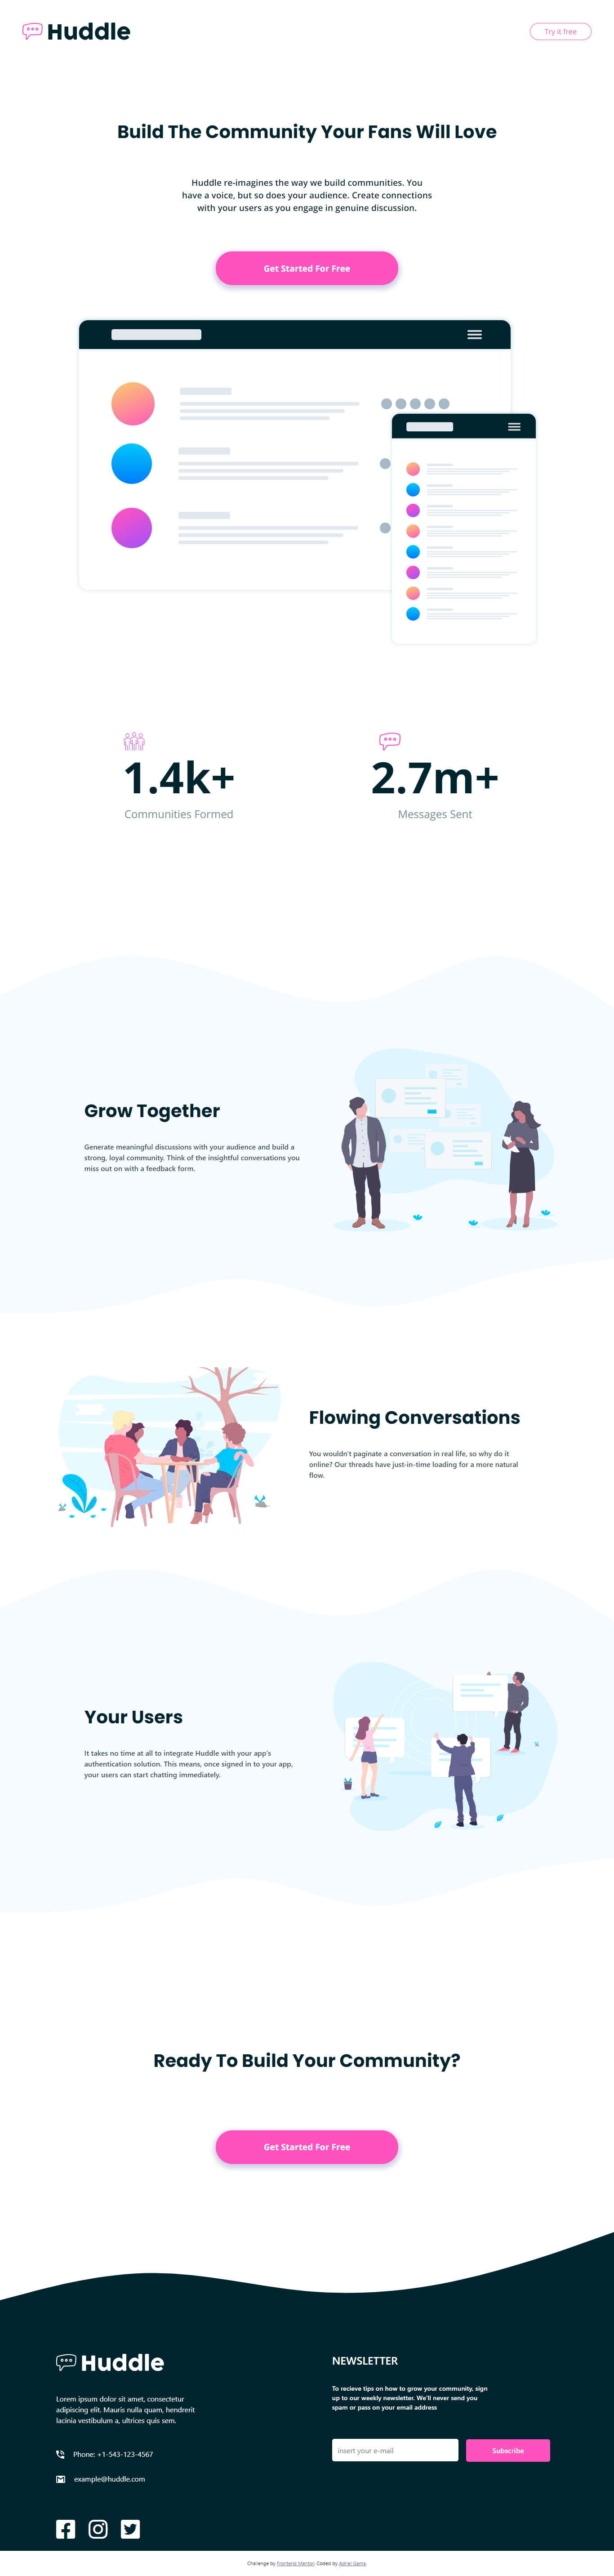 Huddle
Try it free
Build The Community Your Fans Will Love
Huddle re-imagines the way we build communities. You
have a voice, but so does your audience. Create connections
with your users as you engage in genuine discussion.
Get Started For Free
1.4k+
Communities Formed
2.7m+
Messages Sent
Grow Together
Generate meaningful discussions with your audience and build a
strong, loyal community. Think of the insightful conversations you
miss out on with a feedback form.
Flowing Conversations
You wouldn't paginate a conversation in real life, so why do it
online? Our threads have just-in-time loading for a more natural
flow.
Your Users
It takes no time at all to integrate Huddle with your app's
authentication solution. This means, once signed in to your app,
your users can start chatting immediately.
Ready To Build Your Community?
Get Started For Free
Huddle
Lorem ipsum dolor sit amet, consectetur
adipiscing elit. Mauris nulla quam, hendrerit
lacinia vestibulum a, ultrices quis sem.
Phone: +1-543-123-4567
example@huddle.com
NEWSLETTER
To recieve tips on how to grow your community, sign
up to our weekly newsletter. We'll never send you
spam or pass on your email address
insert your e-mail
Subscribe
Challenge by Frontend Mentor. Coded by Adriel Gama.